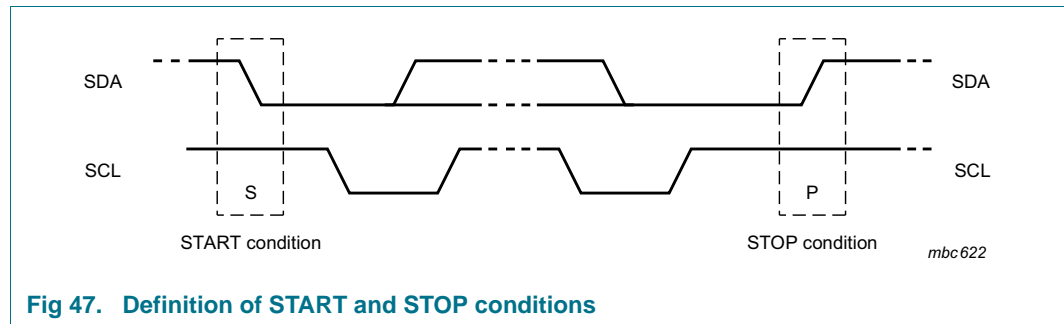 SDA
SDA
SCL
SCL
S
P
START condition
STOP condition
mbc622
Fig 47. Definition of START and STOP conditions